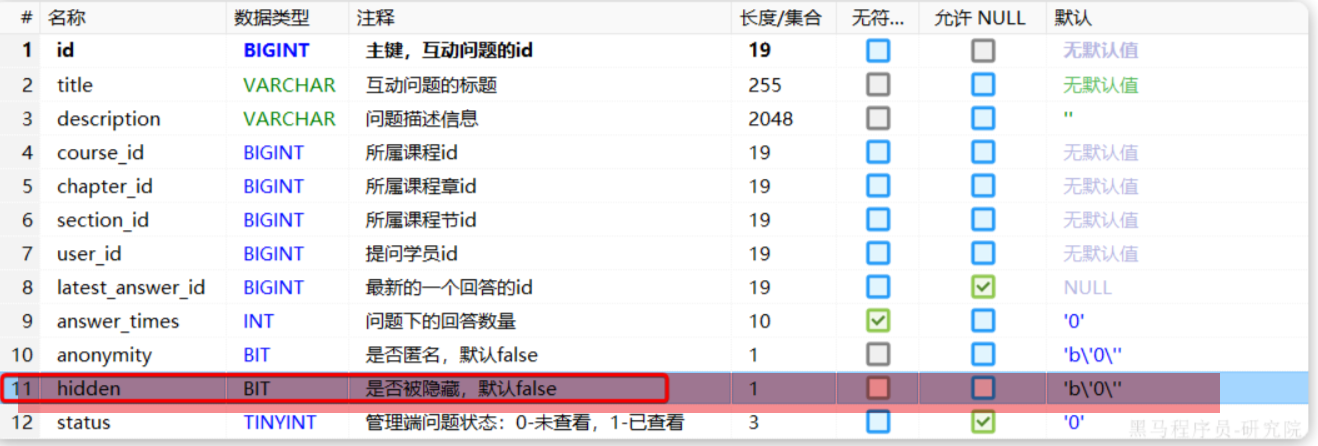 # 名称 数据类型 注释 长度/集合 无符... 允许 NULL 默认
1 id BIGINT 主键，互动问题的id 19 无默认值
2 title VARCHAR 互动问题的标题 255 无默认值
3 description VARCHAR 问题描述信息 2048 ''
4 course_id BIGINT 所属课程id 19 无默认值
5 chapter_id BIGINT 所属课程章id 19 无默认值
6 section_id BIGINT 所属课程节id 19 无默认值
7 user_id BIGINT 提问学员id 19 无默认值
8 latest_answer_id BIGINT 最新的一个回答的id 19 NULL
9 answer_times INT 问题下的回答数量 10 '0'
10 anonymity BIT 是否匿名，默认false 1 'b\'0\''
11 hidden BIT 是否被隐藏，默认false 1 'b\'0\''
12 status TINYINT 管理端问题状态：0-未查看，1-已查看 3 '0'
黑马程序员-研究院